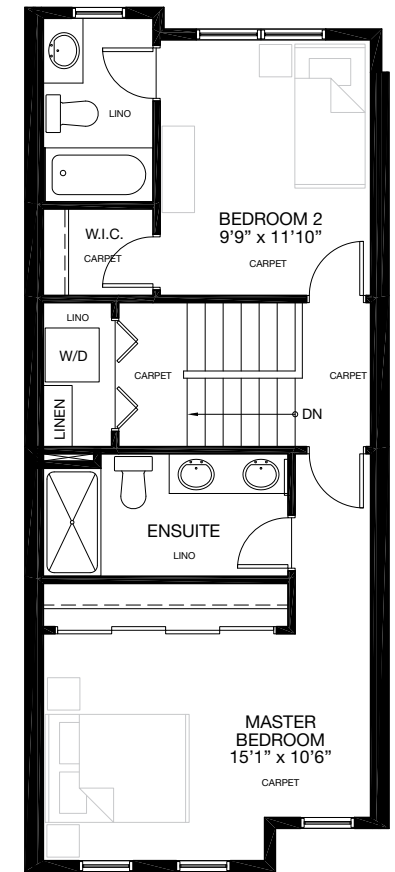 LINO
BEDROOM 2
9’9” x 11’10”
CARPET
W.I.C.
CARPET
LINO
W/D
LINEN
CARPET
CARPET
DN
ENSUITE
LINO
MASTER
BEDROOM
15’1” x 10’6”
CARPET